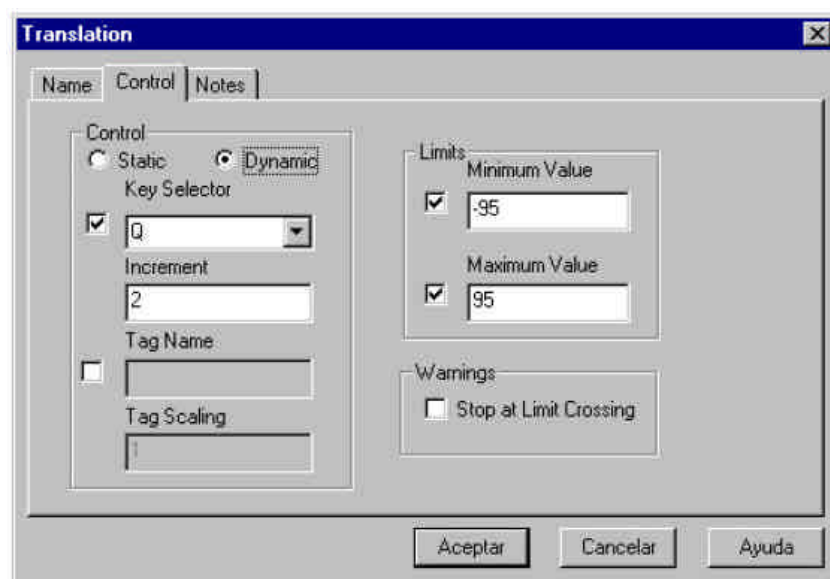 Translation
Name Control Notes
Control
Static Dynamic
Key Selector
Q
Increment
2
Tag Name
Tag Scaling
1
Limits
Minimum Value
-95
Maximum Value
95
Warnings
Stop at Limit Crossing
Aceptar Cancelar Ayuda